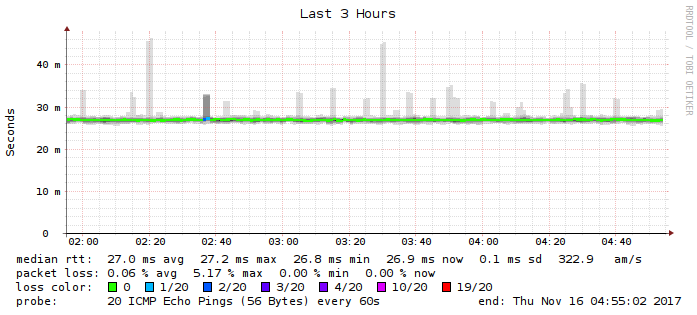 Last 3 Hours
RRDTOOL / TOBI OETIKER
Seconds
40 m
30 m
20 m
10 m
0
02:00 02:20 02:40 03:00 03:20 03:40 04:00 04:20 04:40
median rtt: 27.0 ms avg 27.2 ms max 26.8 ms min 26.9 ms now 0.1 ms sd 322.9 am/s
packet loss: 0.06 % avg 5.17 % max 0.00 % min 0.00 % now
loss color: 0 1/20 2/20 3/20 4/20 10/20 19/20
probe: 20 ICMP Echo Pings (56 Bytes) every 60s end: Thu Nov 16 04:55:02 2017